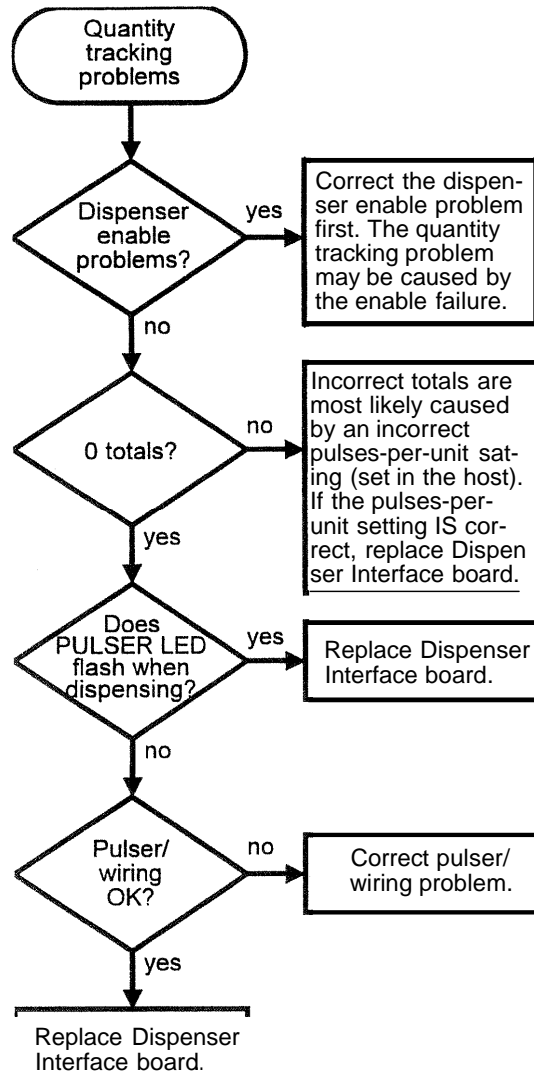 Quantity
tracking
problems
Dispenser
enable
problems?
yes
Correct the dispen-
ser enable problem
first. The quantity
tracking problem
may be caused by
the enable failure.
no
0 totals?
no
Incorrect totals are
most likely caused
by an incorrect
pulses-per-unit sat-
ing (set in the host).
If the pulses-per-
unit setting IS cor-
rect, replace Dispen
ser Interface board.
yes
Does
PULSER LED
flash when
dispensing?
yes
Replace Dispenser
Interface board.
no
Pulser/
wiring
OK?
no
Correct pulser/
wiring problem.
yes
Replace Dispenser
Interface board.